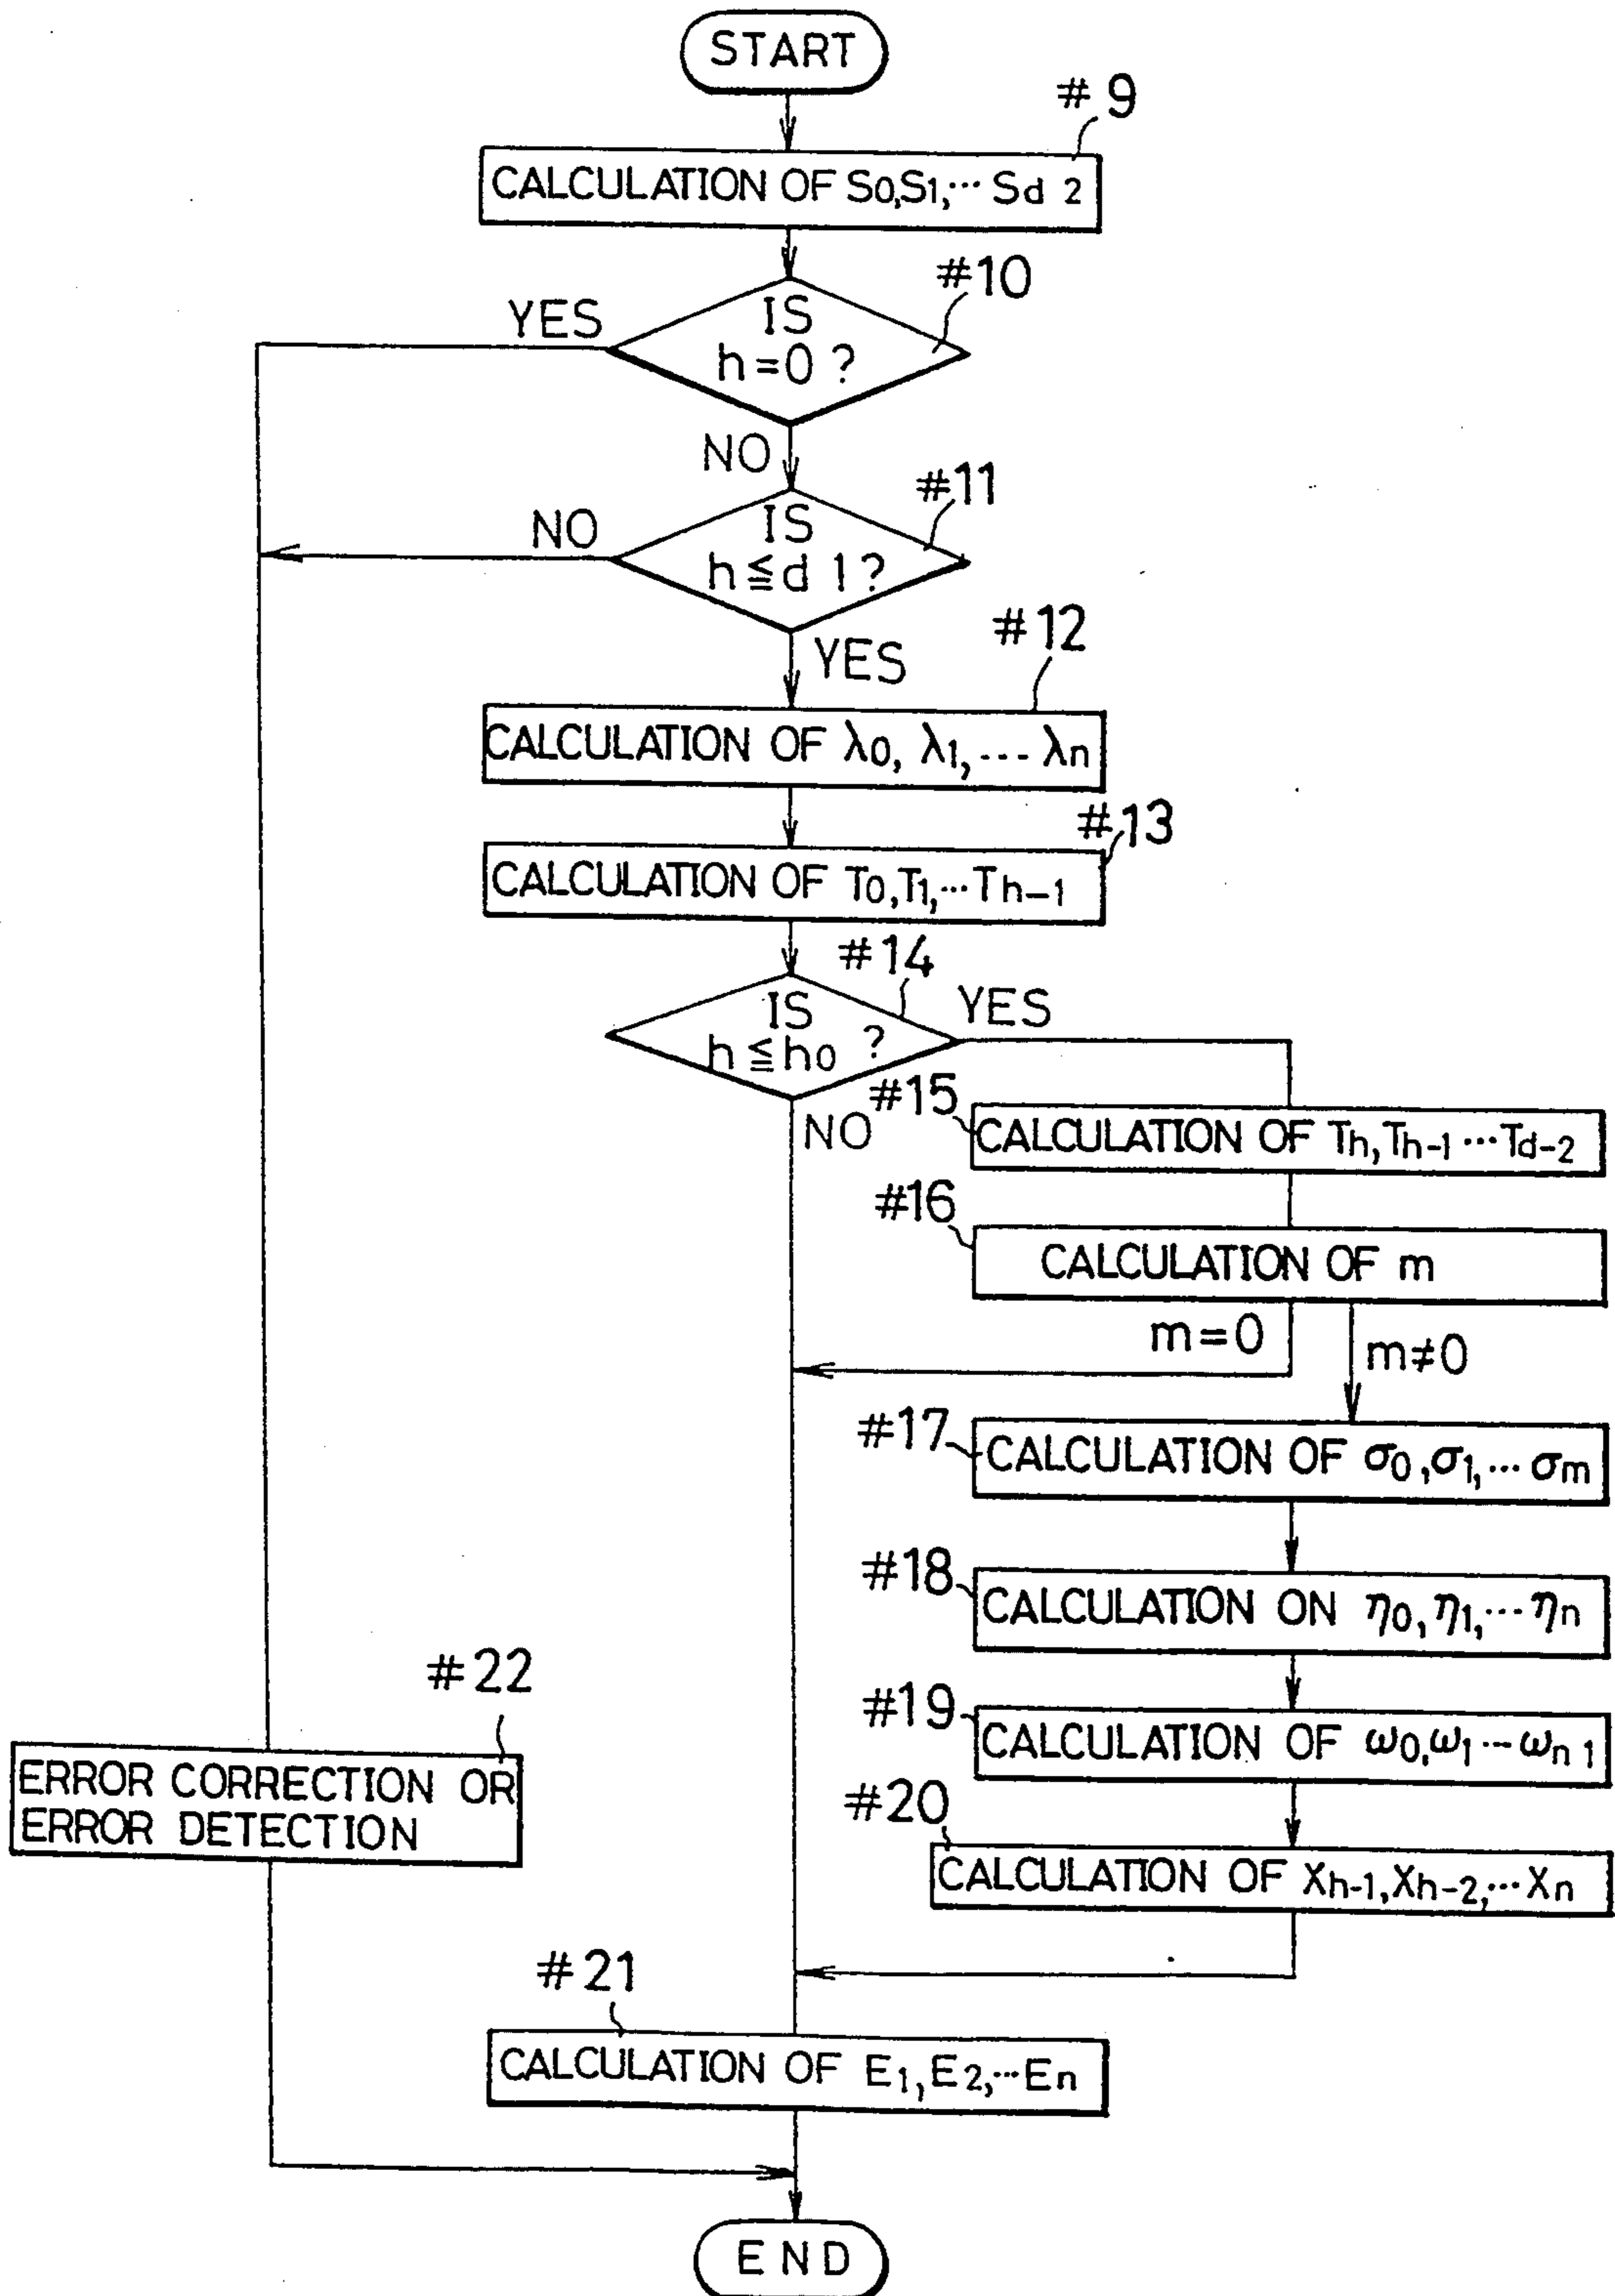 START
#9
CALCULATION OF S0,S1,... Sd 2
#10
YES
IS
h=0 ?
NO
#11
NO
IS
h≦d 1?
#12
YES
CALCULATION OF λ0, λ1, ... λn
#13
CALCULATION OF T0,T1,...Th-1
#14
IS
h≦h0 ?
YES
#15
NO
CALCULATION OF Th,Th-1...Td-2
#16
CALCULATION OF m
m=0
m≠0
#17
CALCULATION OF σ0,σ1,...σm
#18
CALCULATION ON η0,η1,...ηn
#22
#19
CALCULATION OF ω0,ω1...ωn 1
ERROR CORRECTION OR
ERROR DETECTION
#20
CALCULATION OF Xh-1,Xh-2,...Xn
#21
CALCULATION OF E1,E2,...En
END